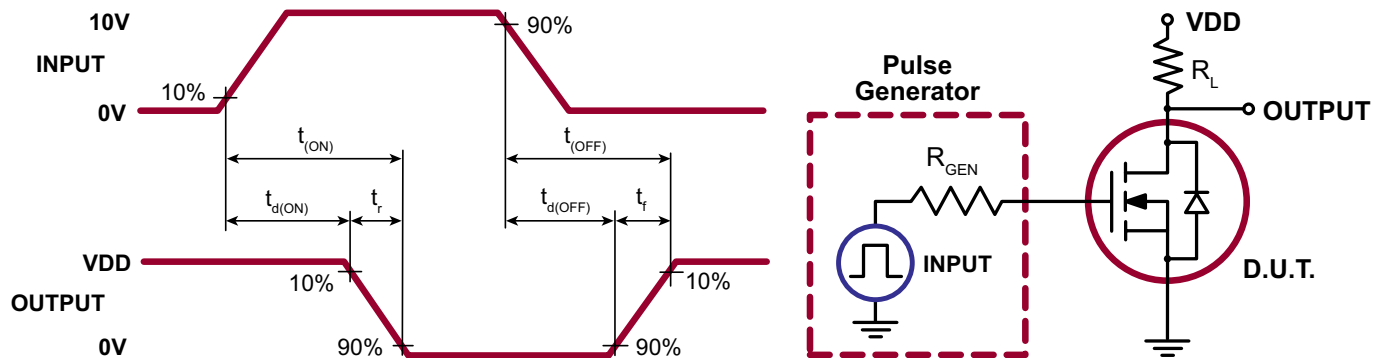 10V
INPUT
0V
10%
90%
t(ON)
t(OFF)
td(ON)
tr
td(OFF)
tf
VDD
OUTPUT
0V
10%
90%
10%
90%
Pulse
Generator
RGEN
INPUT
VDD
RL
OUTPUT
D.U.T.